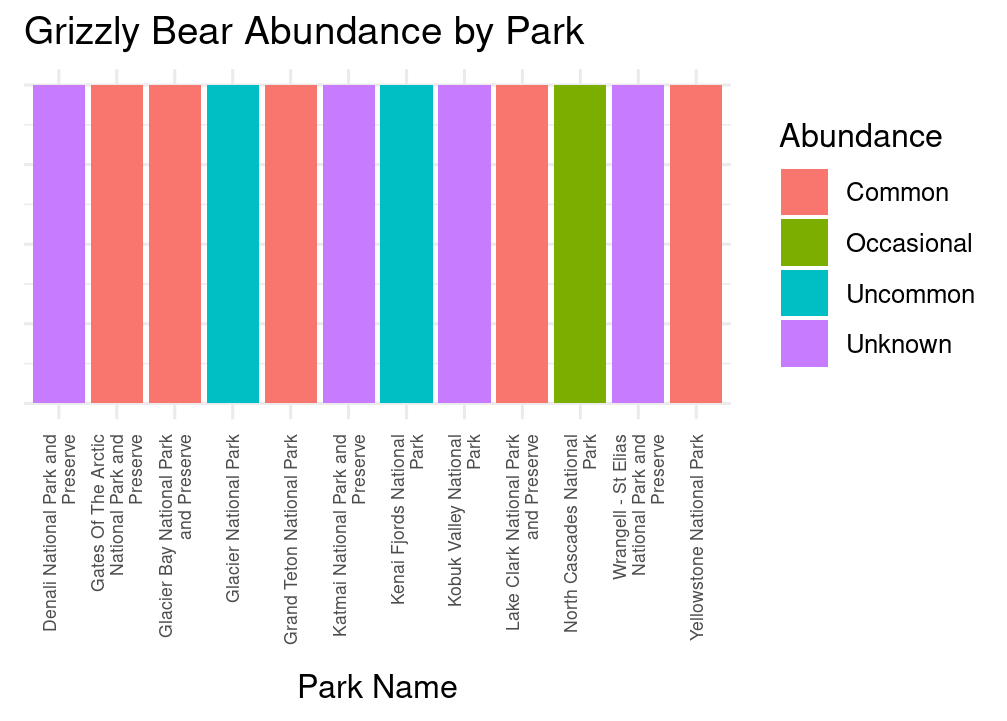 Grizzly Bear Abundance by Park
Abundance
Common
Occasional
Uncommon
Unknown
Denali National Park and
Preserve
Gates Of The Arctic
National Park and
Preserve
Glacier Bay National Park
and Preserve
Glacier National Park
Grand Teton National Park
Katmai National Park and
Preserve
Kenai Fjords National
Park
Kobuk Valley National
Park
Lake Clark National Park
and Preserve
North Cascades National
Park
Wrangell - St Elias
National Park and
Preserve
Yellowstone National Park
Park Name